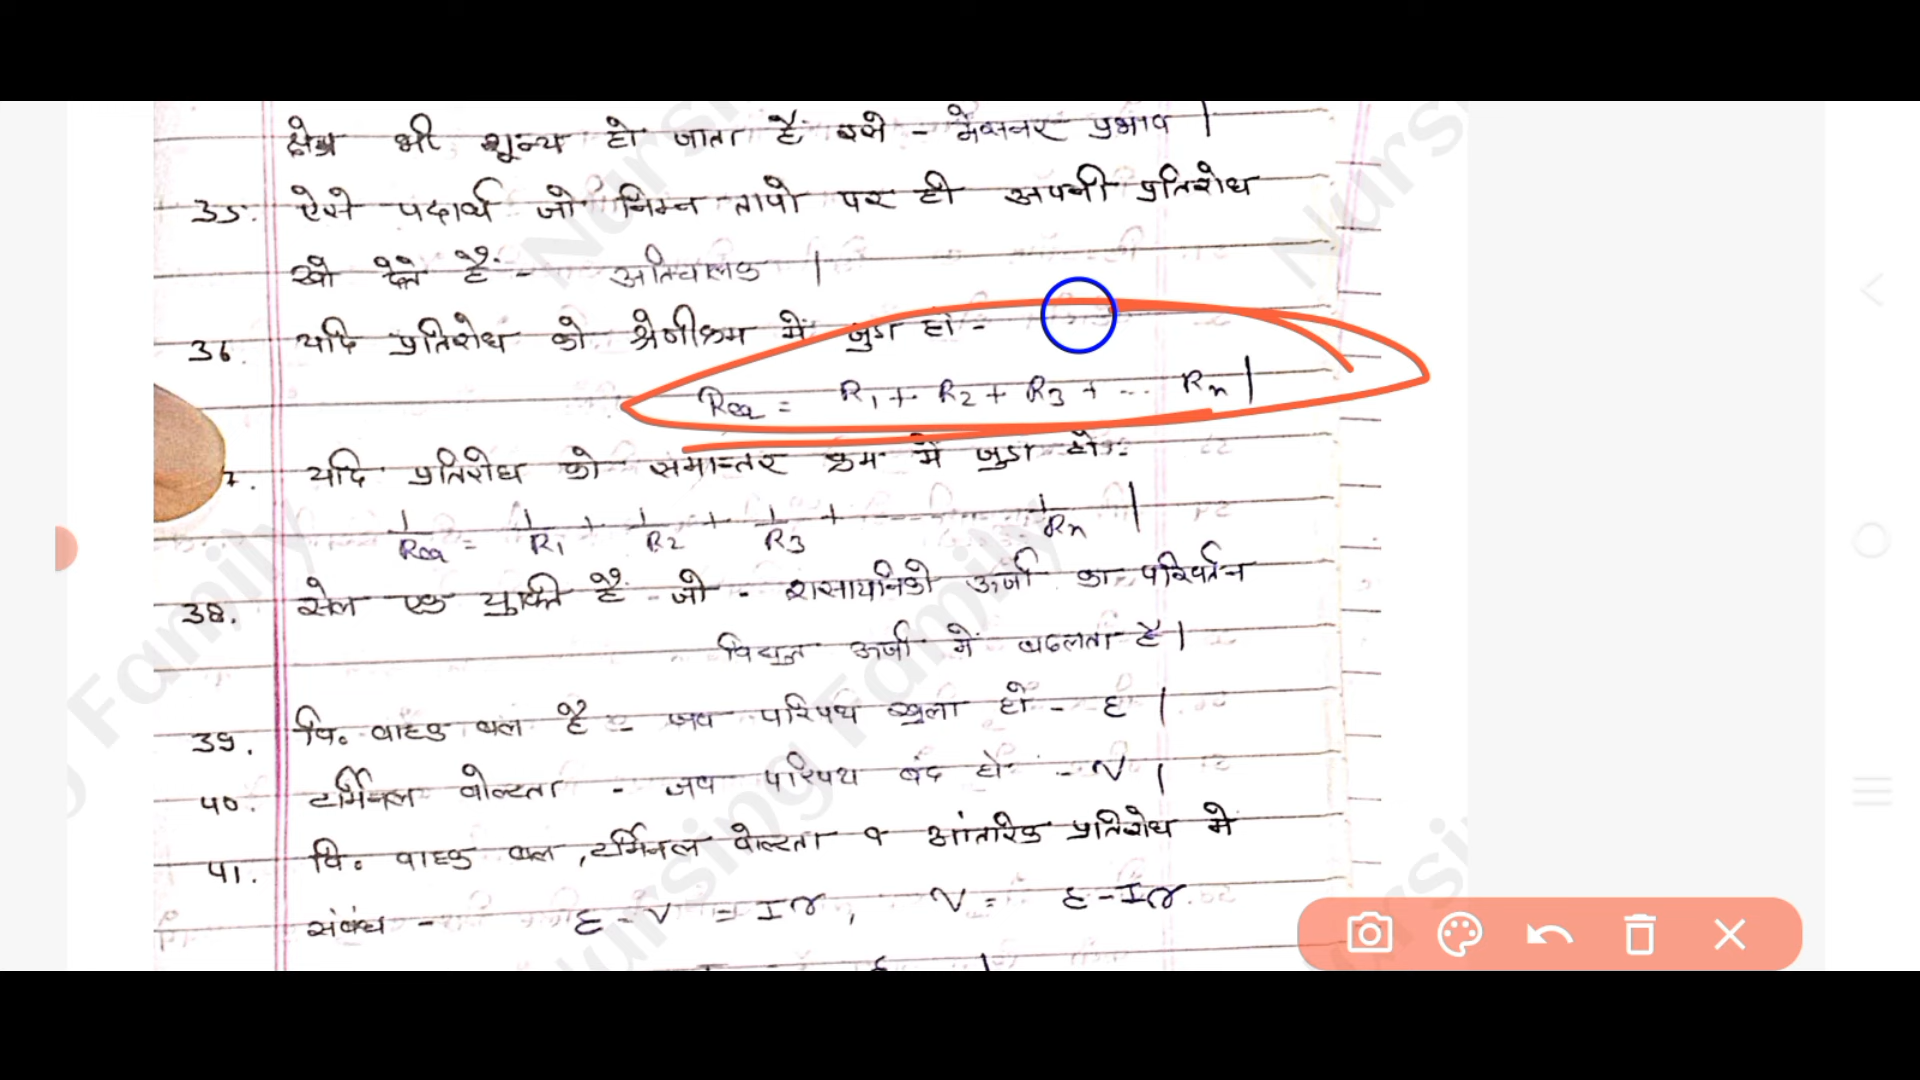 क्षेत्र भी शून्य हो जाता है इसे - मेसनर प्रभाव |
35. ऐसे पदार्थ जो निम्न तापो पर ही अपनी प्रतिरोध
खो देते हैं - अतिचालक |
36. यदि प्रतिरोध को श्रेणीक्रम में जुडा हो -
Req = R1 + R2 + R3 + ... Rn |
7. यदि प्रतिरोध को समान्तर क्रम में जुडा हो -
1/Req = 1/R1 + 1/R2 + 1/R3 + ---- 1/Rn |
38. सेल एक युक्ति है जो - रासायनिको ऊर्जा का परिवर्तन
विद्युत ऊर्जा में बदलता है |
39. वि. वाहक बल है - जब परिपथ खुला हो - ε |
40. टर्मिनल वोल्टता - जब परिपथ बंद हो - V |
41. वि. वाहक बल, टर्मिनल वोल्टता व आंतरिक प्रतिरोध में
संबंध - ε - V = Ir, V = ε - Ir
Nursing Family